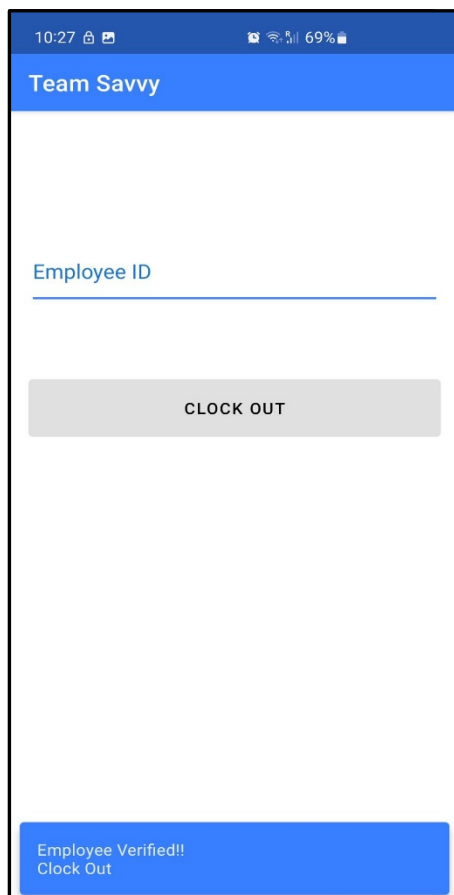 10:27 69%
Team Savvy
Employee ID
CLOCK OUT
Employee Verified!!
Clock Out